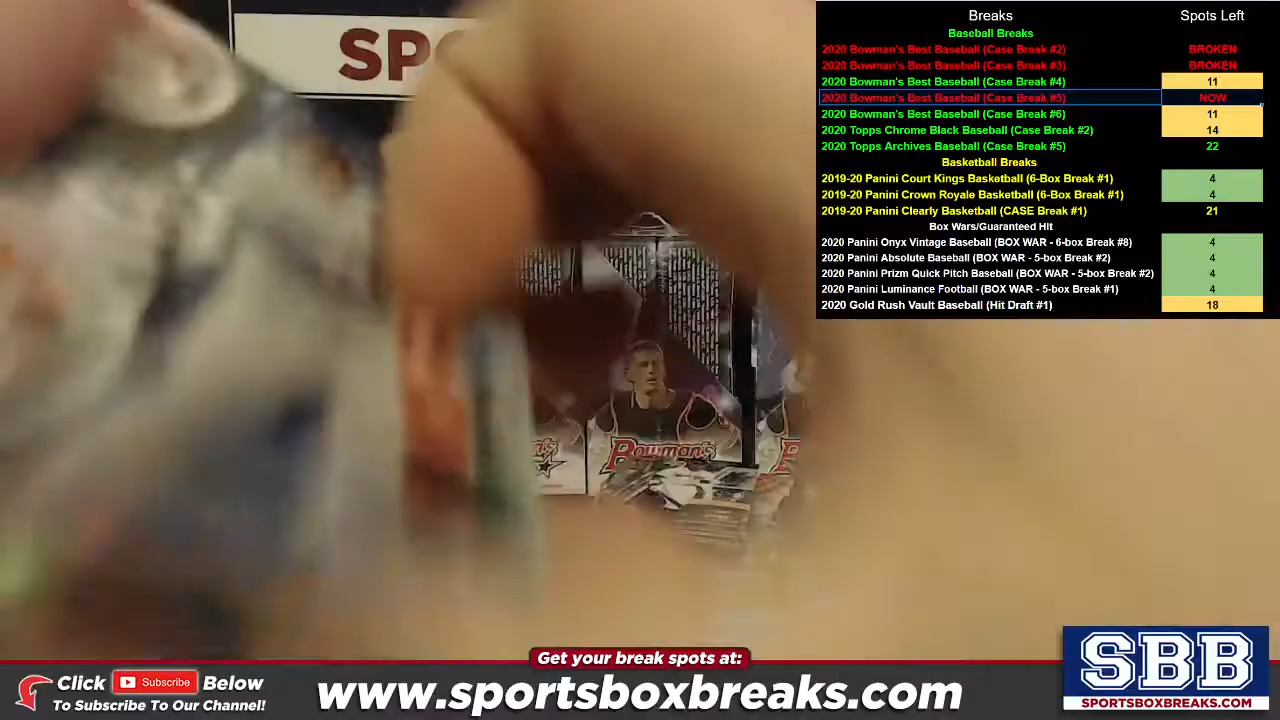 SP
Breaks Spots Left
Baseball Breaks
2020 Bowman's Best Baseball (Case Break #2) BROKEN
2020 Bowman's Best Baseball (Case Break #3) BROKEN
2020 Bowman's Best Baseball (Case Break #4) 11
2020 Bowman's Best Baseball (Case Break #5) NOW
2020 Bowman's Best Baseball (Case Break #6) 11
2020 Topps Chrome Black Baseball (Case Break #2) 14
2020 Topps Archives Baseball (Case Break #5) 22
Basketball Breaks
2019-20 Panini Court Kings Basketball (6-Box Break #1) 4
2019-20 Panini Crown Royale Basketball (6-Box Break #1) 4
2019-20 Panini Clearly Basketball (CASE Break #1) 21
Box Wars/Guaranteed Hit
2020 Panini Onyx Vintage Baseball (BOX WAR - 6-box Break #8) 4
2020 Panini Absolute Baseball (BOX WAR - 5-box Break #2) 4
2020 Panini Prizm Quick Pitch Baseball (BOX WAR - 5-box Break #2) 4
2020 Panini Luminance Football (BOX WAR - 5-box Break #1) 4
2020 Gold Rush Vault Baseball (Hit Draft #1) 18
Bowman's
Get your break spots at:
Click Subscribe Below
To Subscribe To Our Channel!
www.sportsboxbreaks.com
SBB
SPORTSBOXBREAKS.COM